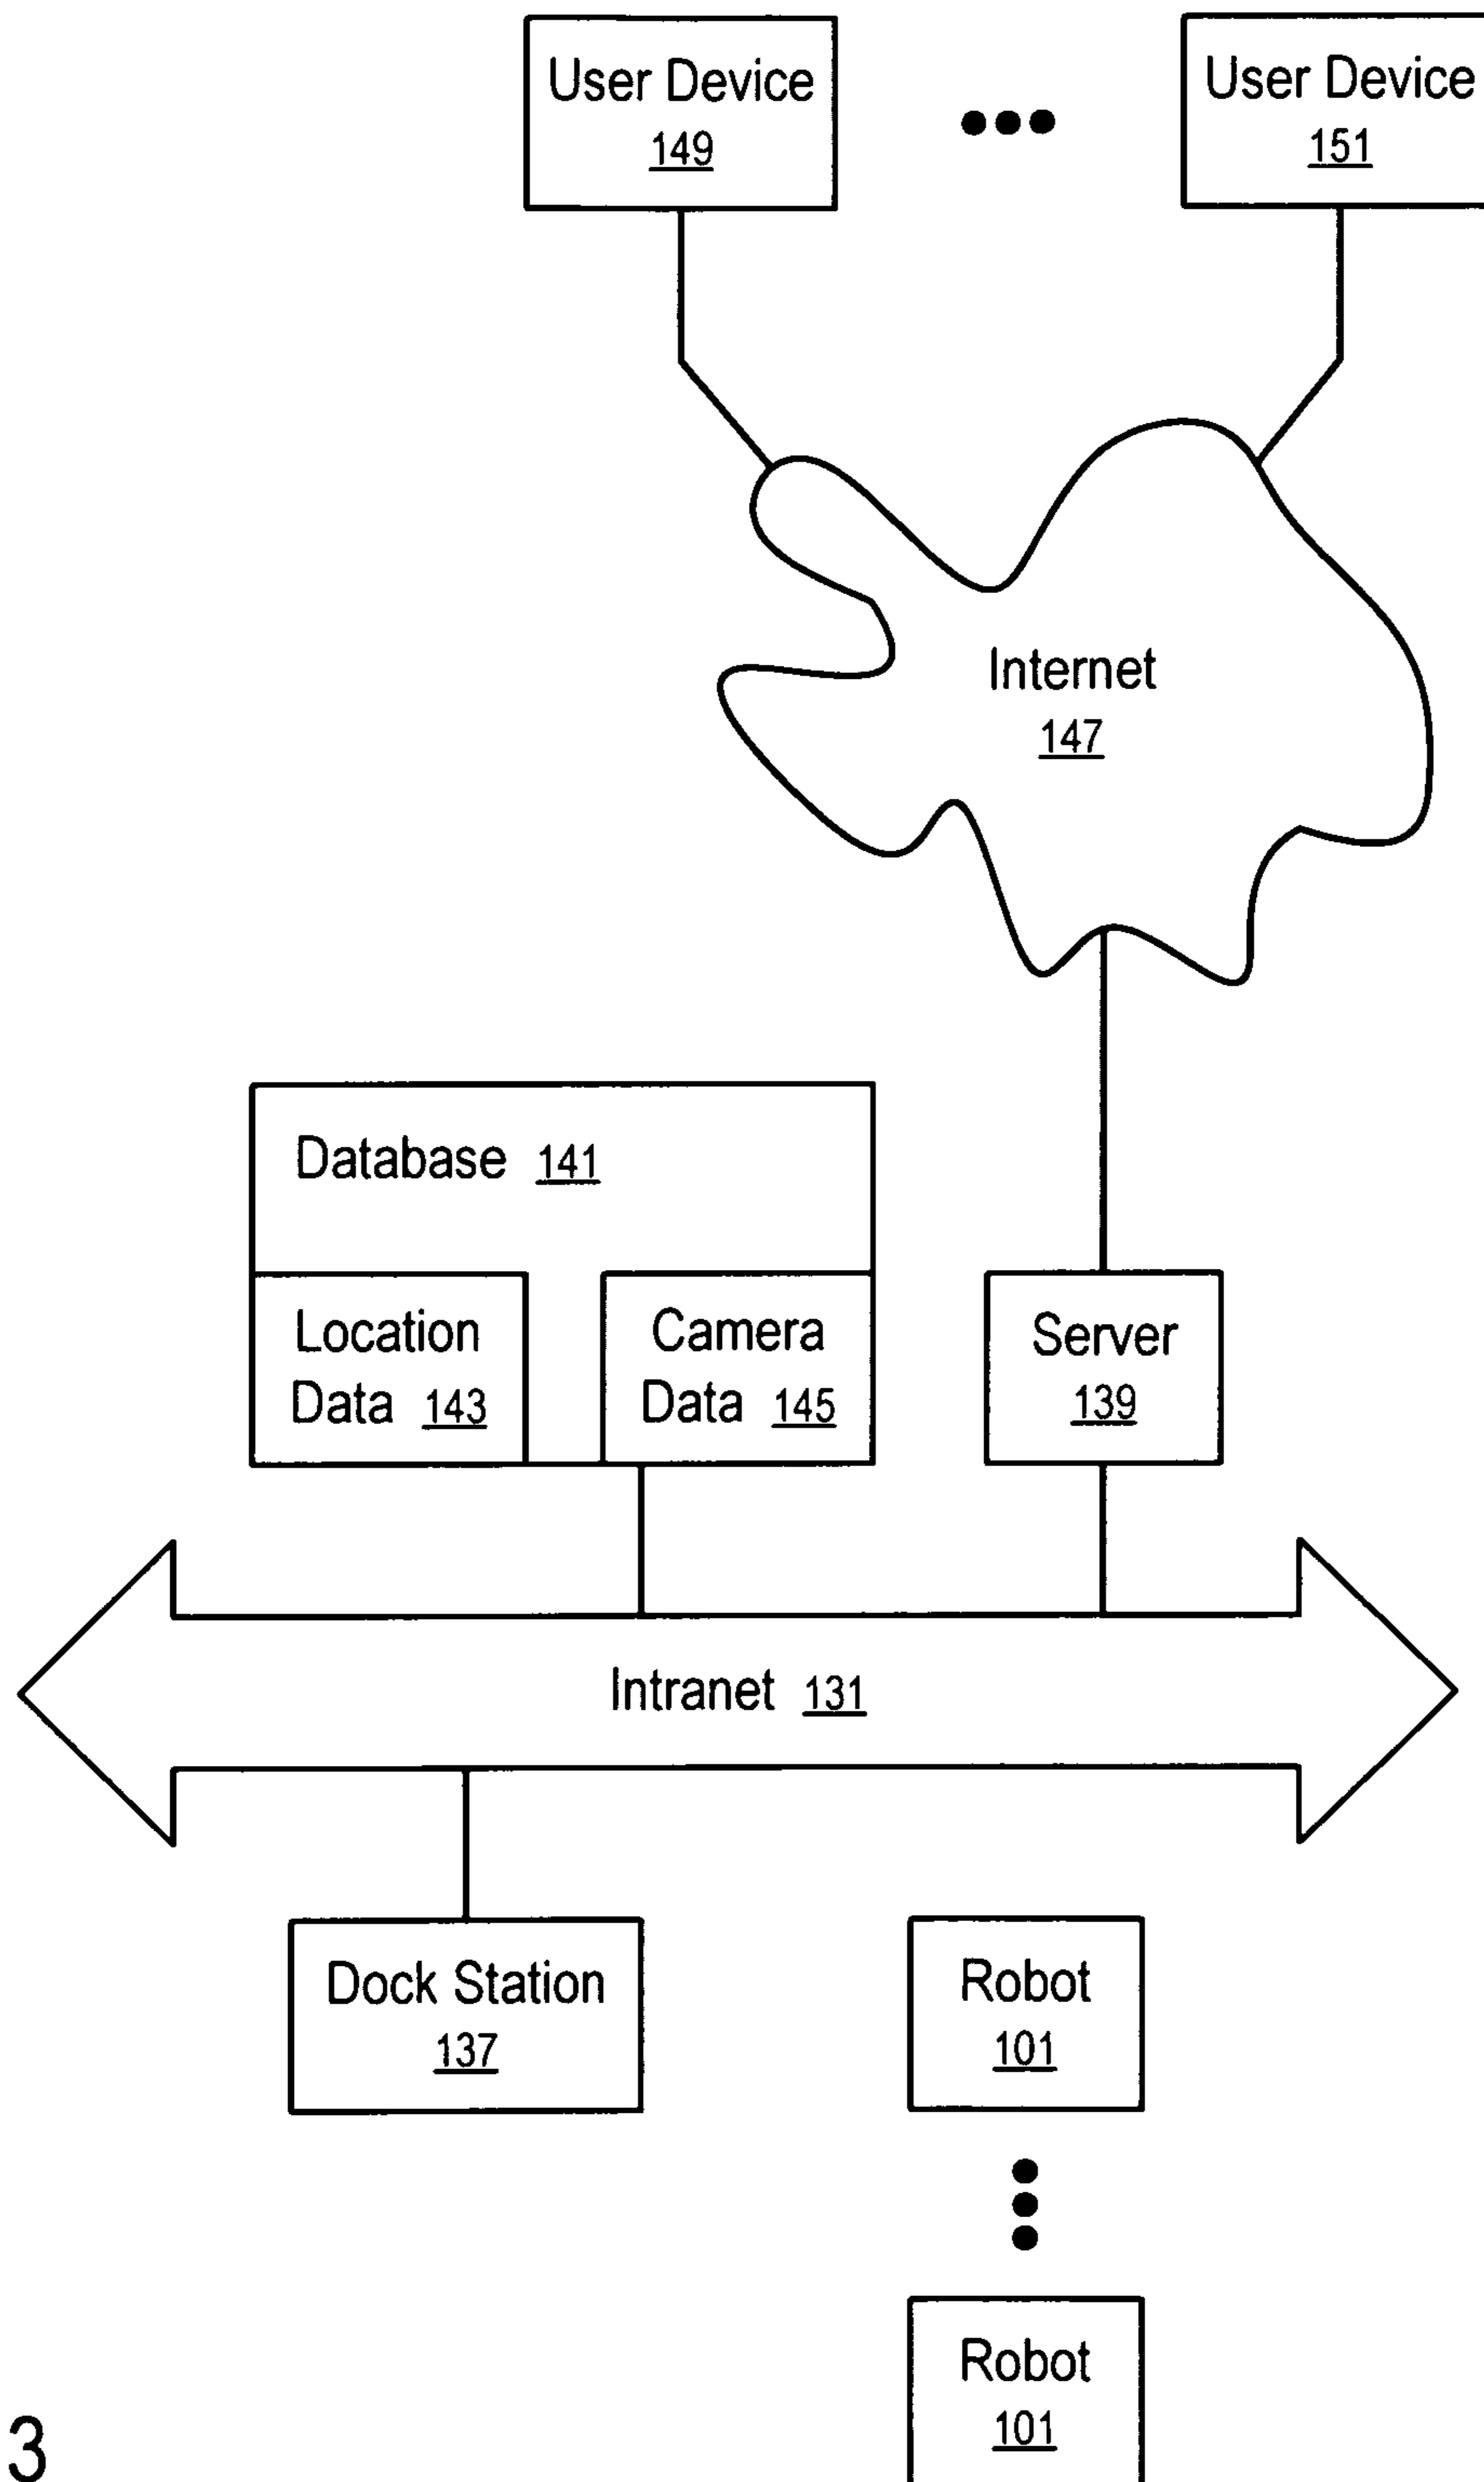 User Device
149
User Device
151
Internet
147
Database 141
Location
Data 143
Camera
Data 145
Server
139
Intranet 131
Dock Station
137
Robot
101
Robot
101
3